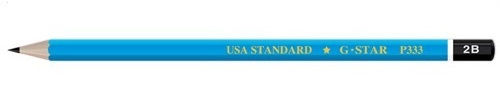 USA STANDARD ★ G-STAR P333 2B